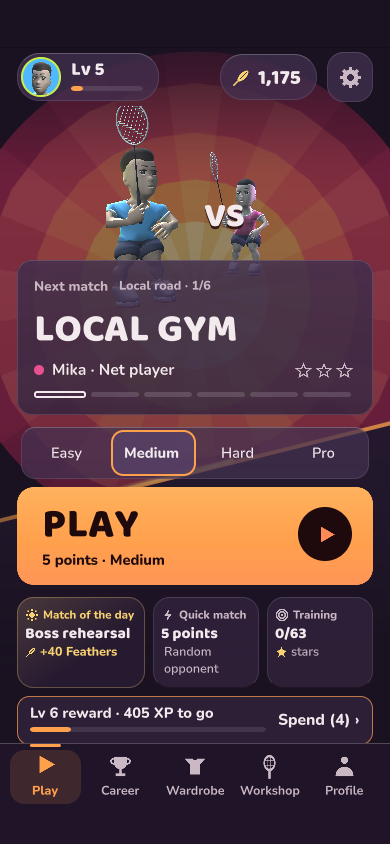 Lv 5
1,175
VS
Next match Local road · 1/6
LOCAL GYM
Mika · Net player
Easy Medium Hard Pro
PLAY
5 points · Medium
Match of the day
Boss rehearsal
+40 Feathers
Quick match
5 points
Random
opponent
Training
0/63
stars
Lv 6 reward · 405 XP to go
Spend (4) ›
Play Career Wardrobe Workshop Profile